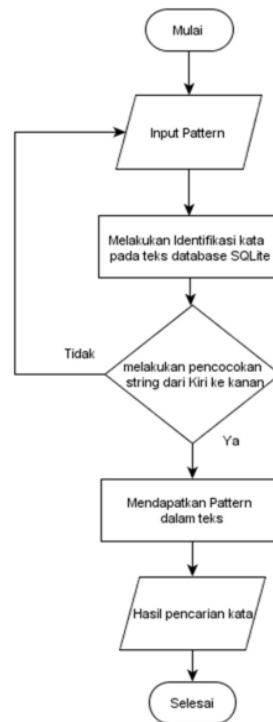 Mulai
Input Pattern
Melakukan Identifikasi kata
pada teks database SQLite
Tidak
melakukan pencocokan
string dari Kiri ke kanan
Ya
Mendapatkan Pattern
dalam teks
Hasil pencarian kata
Selesai